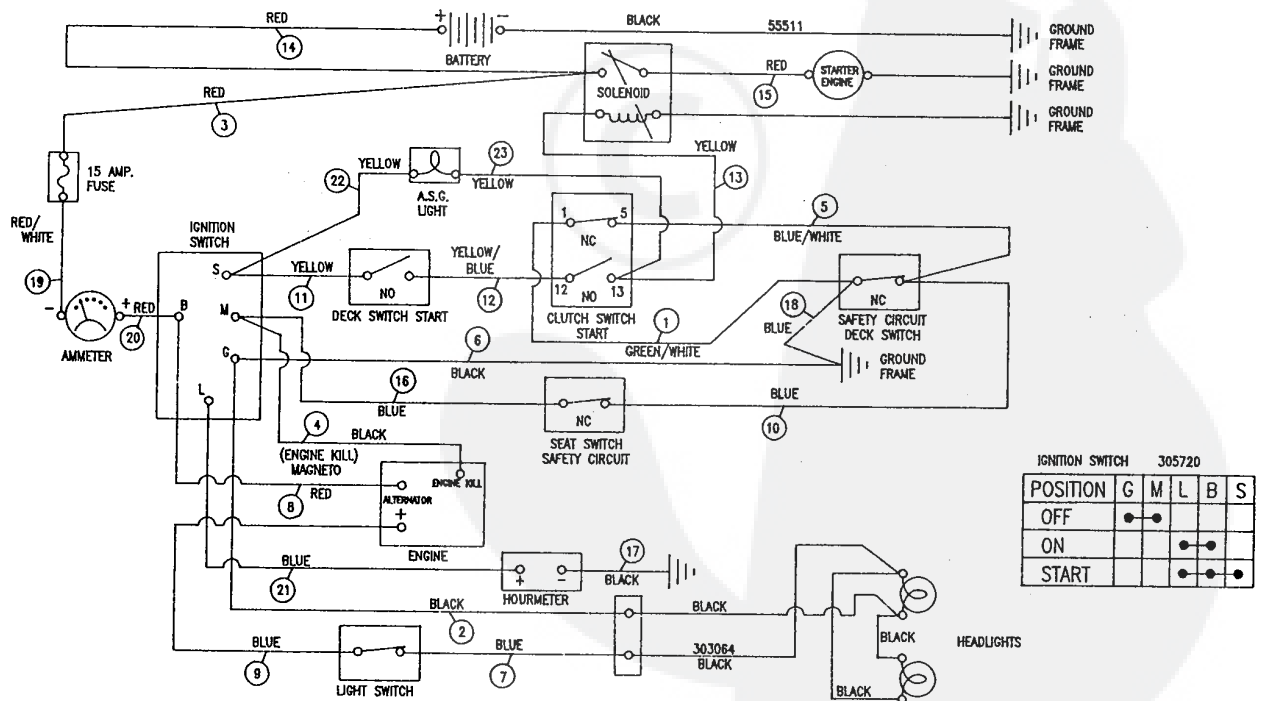 RED
14
+
−
BATTERY
BLACK
55511
GROUND
FRAME
SOLENOID
RED
15
STARTER
ENGINE
GROUND
FRAME
GROUND
FRAME
RED
3
15 AMP.
FUSE
RED/
WHITE
19
−
+
AMMETER
RED
20
IGNITION
SWITCH
S
B
M
G
L
YELLOW
22
A.S.G.
LIGHT
23
YELLOW
YELLOW
13
YELLOW
11
NO
DECK SWITCH START
YELLOW/
BLUE
12
1
5
NC
12
NO
13
CLUTCH SWITCH
START
5
BLUE/WHITE
1
GREEN/WHITE
18
BLUE
NC
SAFETY CIRCUIT
DECK SWITCH
GROUND
FRAME
6
BLACK
16
BLUE
NC
SEAT SWITCH
SAFETY CIRCUIT
BLUE
10
4
BLACK
(ENGINE KILL)
MAGNETO
8
RED
ENGINE KILL
ALTERNATOR
+
ENGINE
BLUE
21
+
−
HOURMETER
17
BLACK
BLACK
2
BLACK
BLUE
9
LIGHT SWITCH
BLUE
7
303064
BLACK
BLACK
BLACK
HEADLIGHTS
IGNITION SWITCH 305720
POSITION G M L B S
OFF
ON
START
©